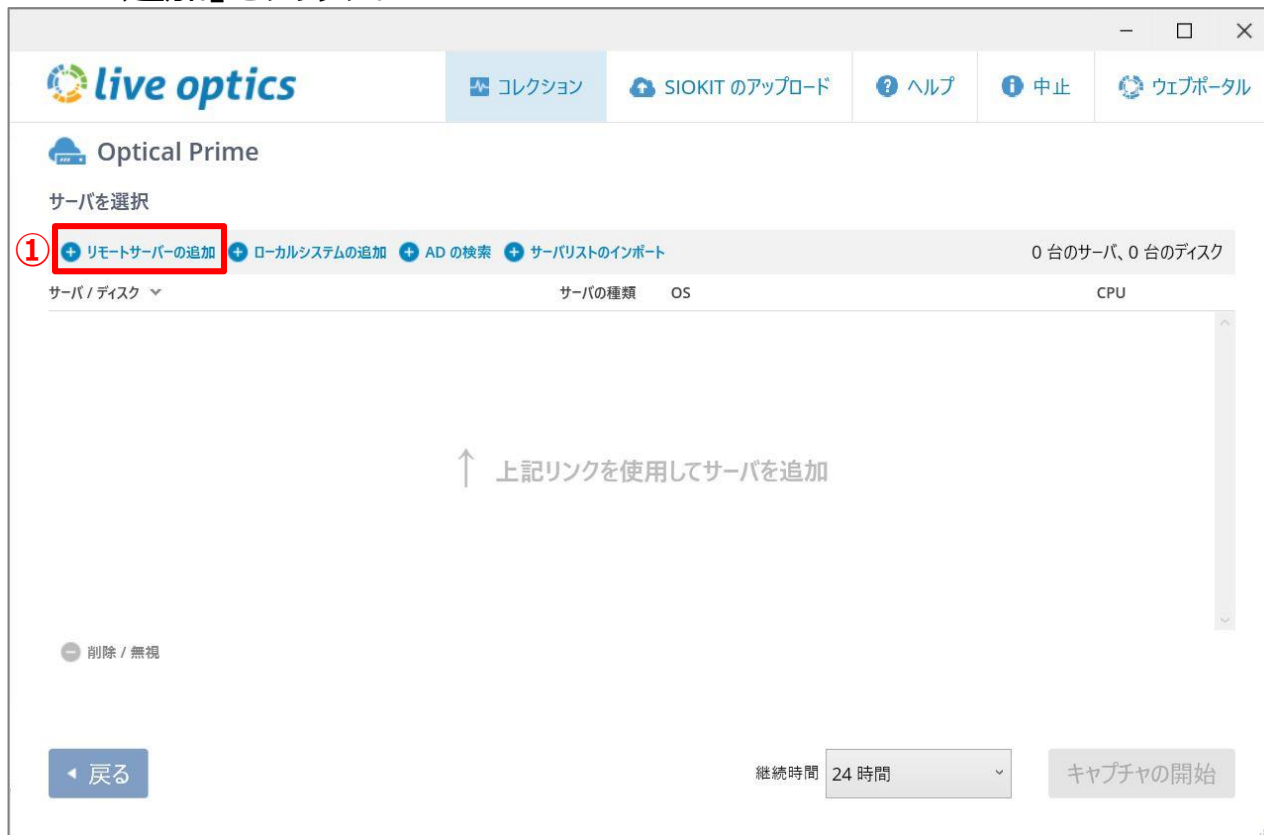 live optics
コレクション
SIOKIT のアップロード
ヘルプ
中止
ウェブポータル
Optical Prime
サーバを選択
① リモートサーバーの追加 ローカルシステムの追加 AD の検索 サーバリストのインポート 0 台のサーバ、0 台のディスク
サーバ / ディスク サーバの種類 OS CPU
↑ 上記リンクを使用してサーバを追加
削除 / 無視
戻る 継続時間 24 時間 キャプチャの開始